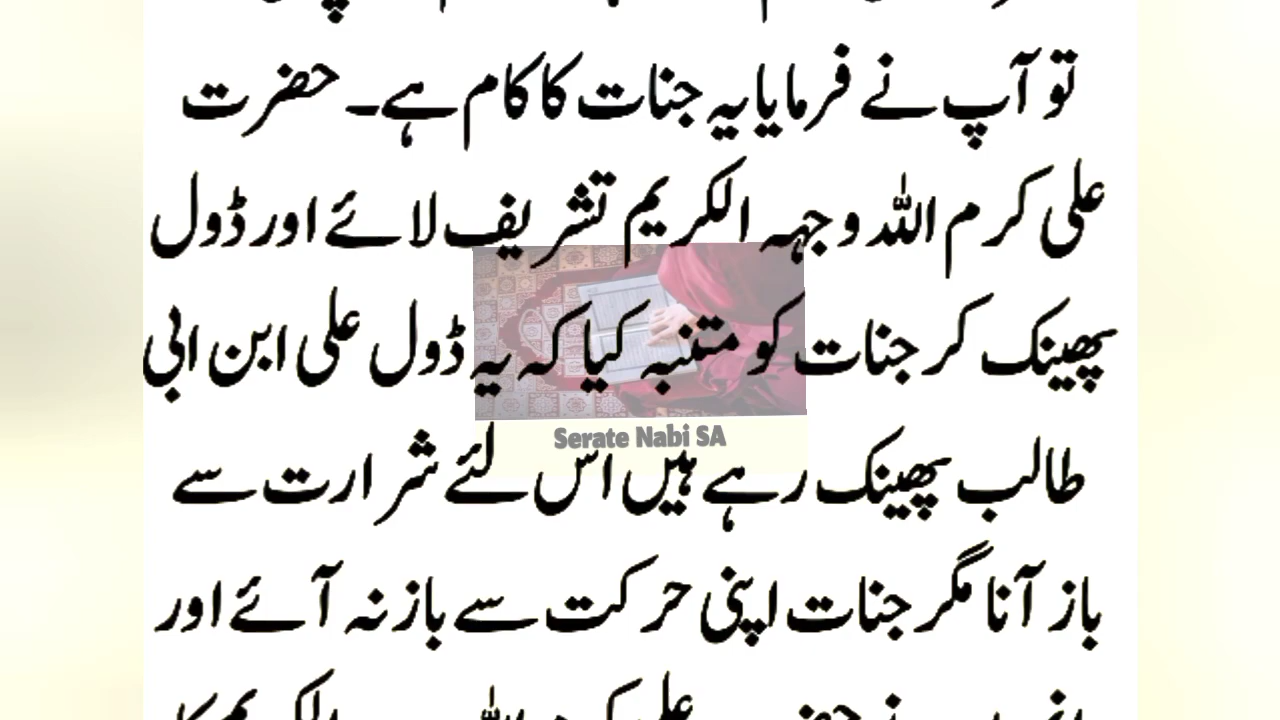 تو آپ نے فرمایا یہ جنات کا کام ہے۔ حضرت
علی کرم اللہ وجہہ الکریم تشریف لائے اور ڈول
پھینک کر جنات کو متنبہ کیا کہ یہ ڈول علی ابن ابی
Serate Nabi SA
طالب پھینک رہے ہیں اس لئے شرارت سے
باز آنا مگر جنات اپنی حرکت سے باز نہ آئے اور